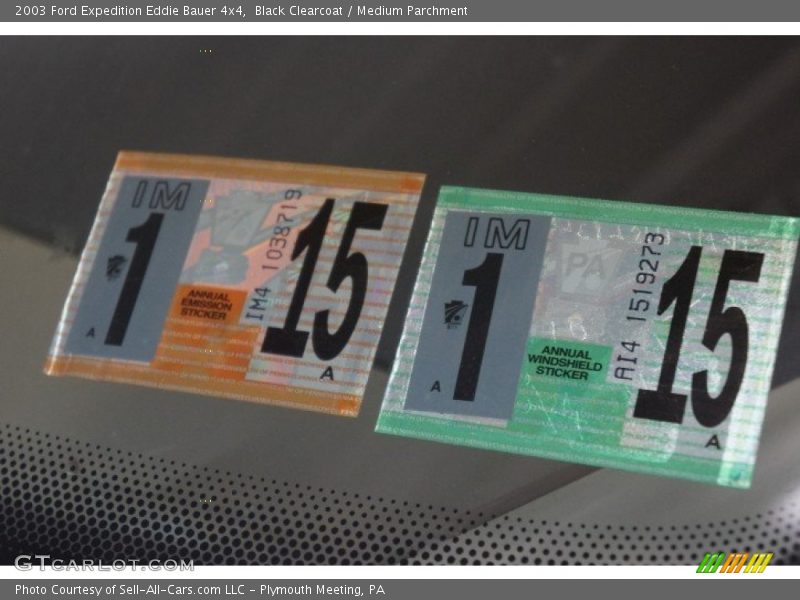 2003 Ford Expedition Eddie Bauer 4x4,  Black Clearcoat / Medium Parchment
IM
1
A
ANNUAL
EMISSION
STICKER
IM4 1038719
15
A
IM
1
A
PA
ANNUAL
WINDSHIELD
STICKER
AI4 1519273
15
A
GTCARLOT.COM
Photo Courtesy of Sell-All-Cars.com LLC - Plymouth Meeting, PA